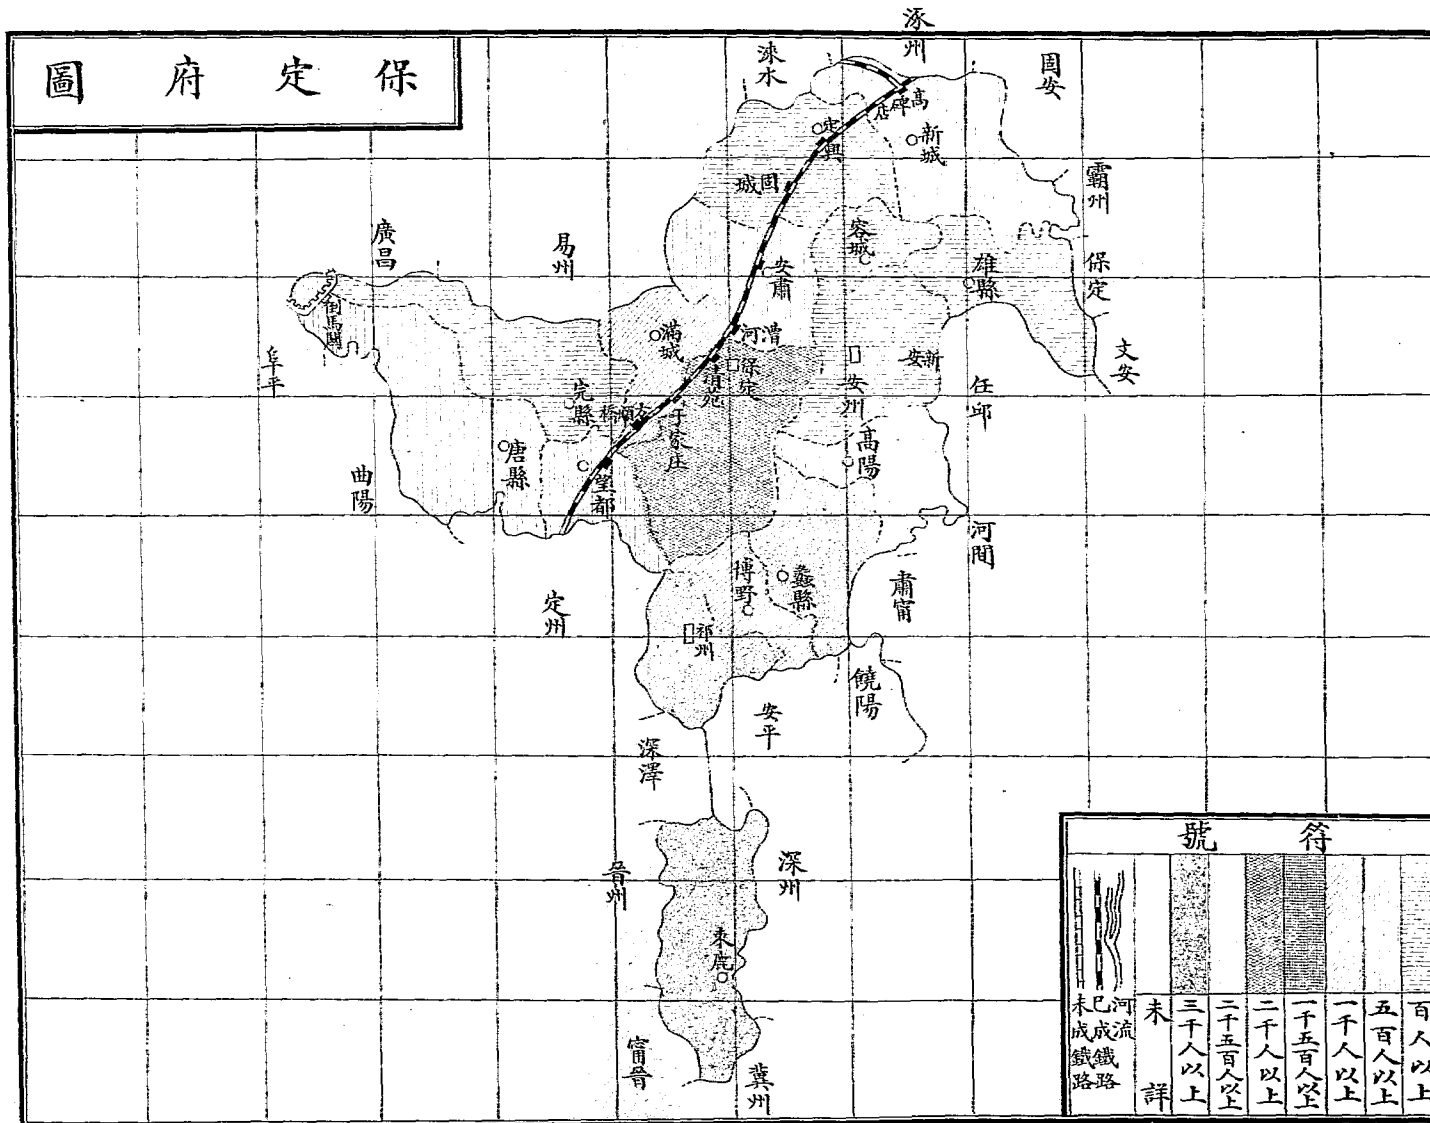 保定府圖
涿州
淶水
固安
高碑店
定興
新城
固城
霸州
廣昌
易州
容城
安肅
雄縣
保定
倒馬關
滿城
漕河
文安
阜平
保定
清苑
新安
安州
任邱
完縣
方順橋
于家庄
唐縣
高陽
曲陽
望都
河間
博野
蠡縣
肅甯
定州
祁州
饒陽
安平
深澤
晉州
深州
束鹿
甯晉
冀州
符號
百人以上
五百人以上
一千人以上
一千五百人以上
二千人以上
二千五百人以上
三千人以上
未詳
河流
已成鐵路
未成鐵路